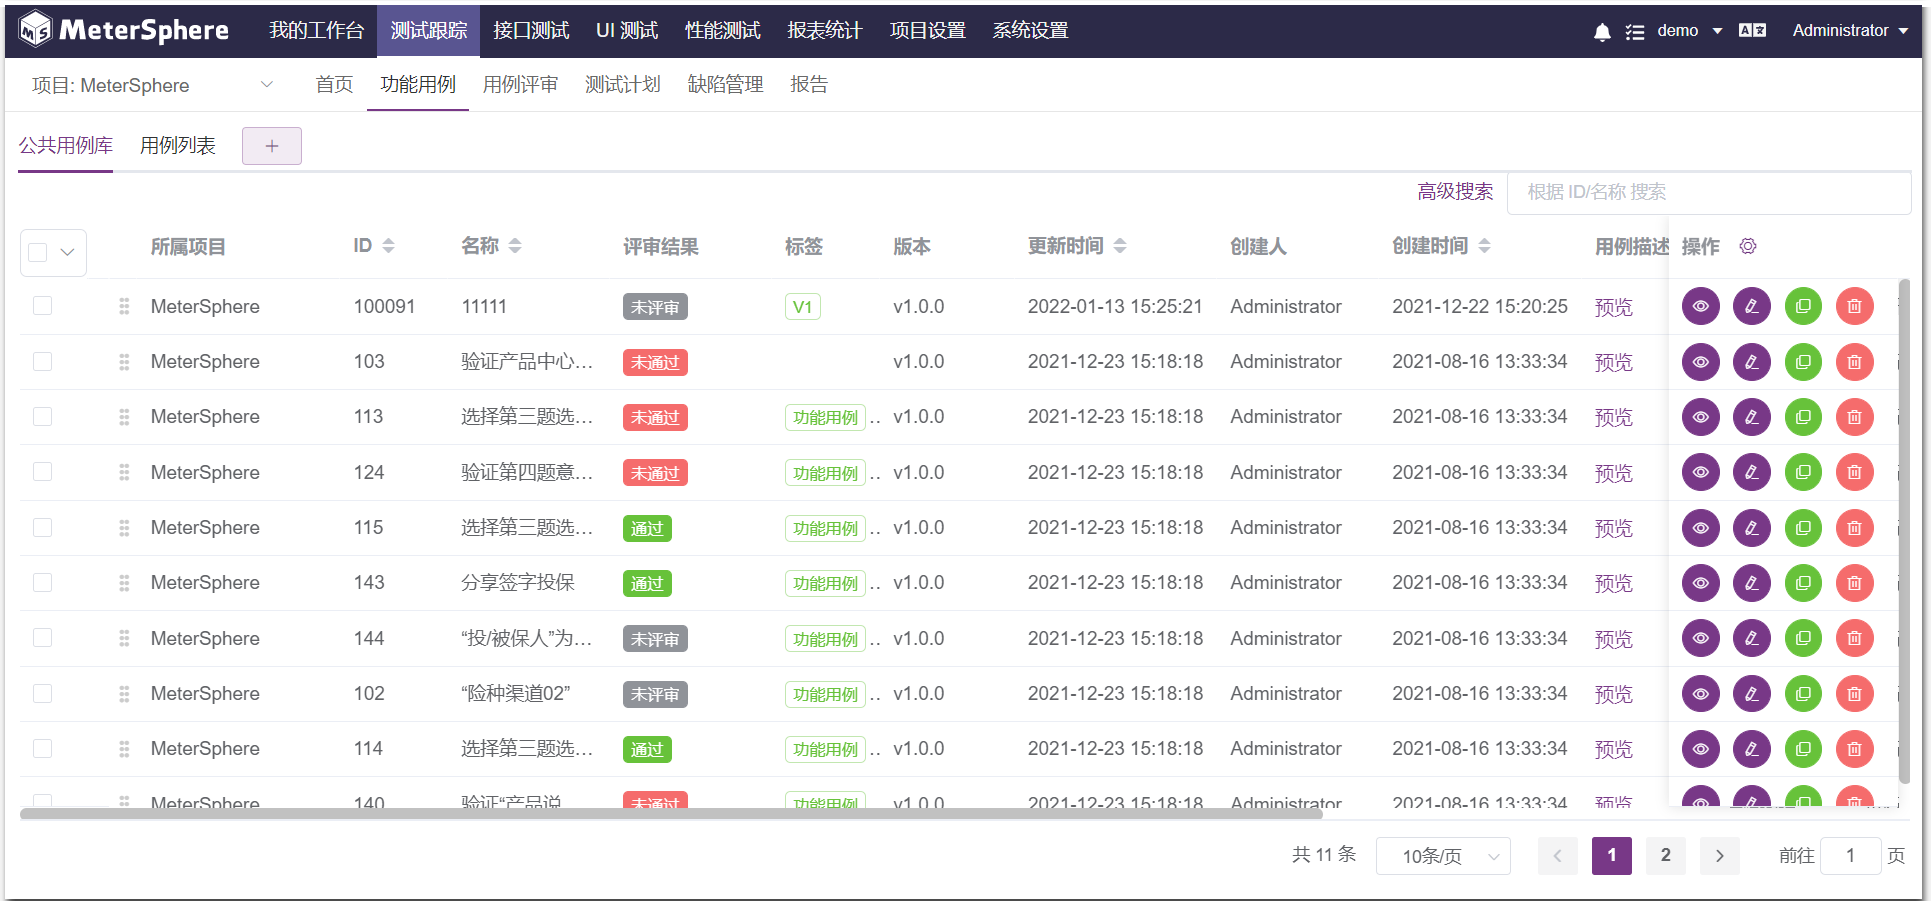 MeterSphere 我的工作台 测试跟踪 接口测试 UI 测试 性能测试 报表统计 项目设置 系统设置 demo Administrator
项目: MeterSphere 首页 功能用例 用例评审 测试计划 缺陷管理 报告
公共用例库 用例列表 +
高级搜索 根据 ID/名称 搜索
所属项目 ID 名称 评审结果 标签 版本 更新时间 创建人 创建时间 用例描述 操作
MeterSphere 100091 11111 未评审 V1 v1.0.0 2022-01-13 15:25:21 Administrator 2021-12-22 15:20:25 预览
MeterSphere 103 验证产品中心... 未通过 v1.0.0 2021-12-23 15:18:18 Administrator 2021-08-16 13:33:34 预览
MeterSphere 113 选择第三题选... 未通过 功能用例 .. v1.0.0 2021-12-23 15:18:18 Administrator 2021-08-16 13:33:34 预览
MeterSphere 124 验证第四题意... 未通过 功能用例 .. v1.0.0 2021-12-23 15:18:18 Administrator 2021-08-16 13:33:34 预览
MeterSphere 115 选择第三题选... 通过 功能用例 .. v1.0.0 2021-12-23 15:18:18 Administrator 2021-08-16 13:33:34 预览
MeterSphere 143 分享签字投保 通过 功能用例 .. v1.0.0 2021-12-23 15:18:18 Administrator 2021-08-16 13:33:34 预览
MeterSphere 144 “投/被保人”为... 未评审 功能用例 .. v1.0.0 2021-12-23 15:18:18 Administrator 2021-08-16 13:33:34 预览
MeterSphere 102 “险种渠道02” 未评审 功能用例 .. v1.0.0 2021-12-23 15:18:18 Administrator 2021-08-16 13:33:34 预览
MeterSphere 114 选择第三题选... 通过 功能用例 .. v1.0.0 2021-12-23 15:18:18 Administrator 2021-08-16 13:33:34 预览
MeterSphere 140 验证“产品说 未通过 功能用例 v1.0.0 2021-12-23 15:18:18 Administrator 2021-08-16 13:33:34 预览
共 11 条 10条/页 1 2 前往 1 页